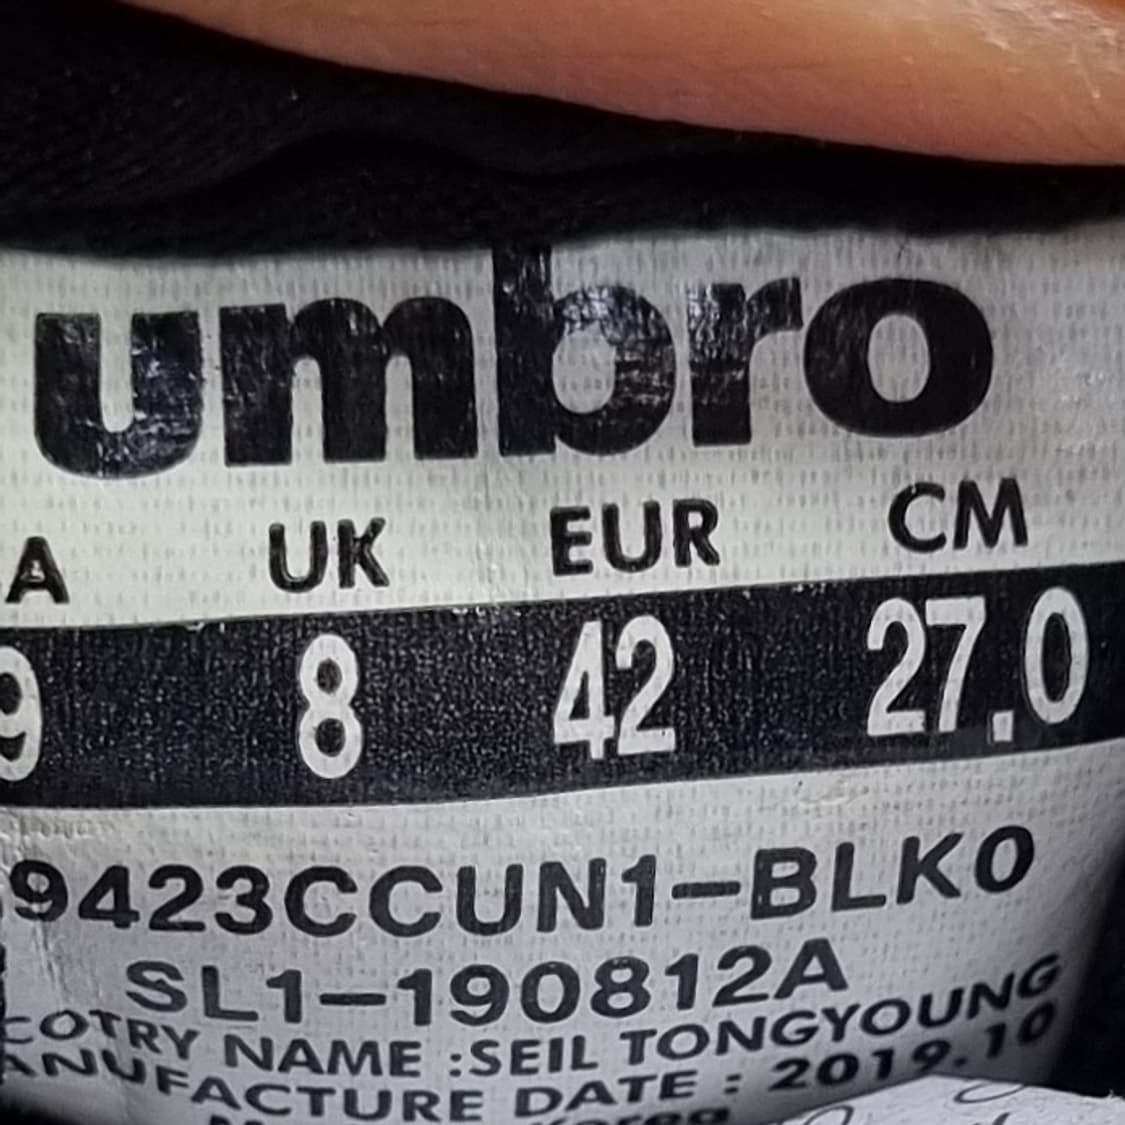 umbro
A UK EUR CM
9 8 42 27.0
9423CCUN1-BLK0
SL1-190812A
COTRY NAME :SEIL TONGYOUNG
ANUFACTURE DATE : 2019.10